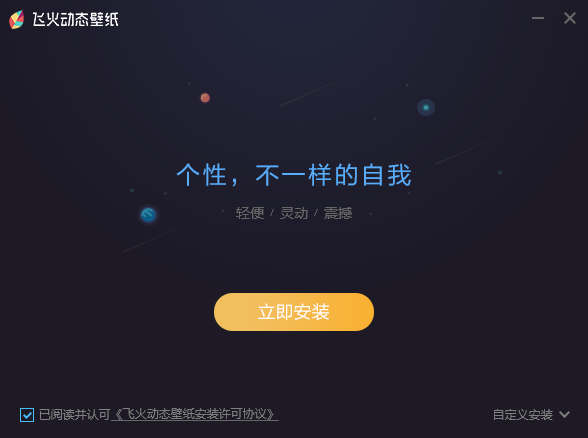 飞火动态壁纸
个性，不一样的自我
轻便 / 灵动 / 震撼
立即安装
已阅读并认可《飞火动态壁纸安装许可协议》
自定义安装